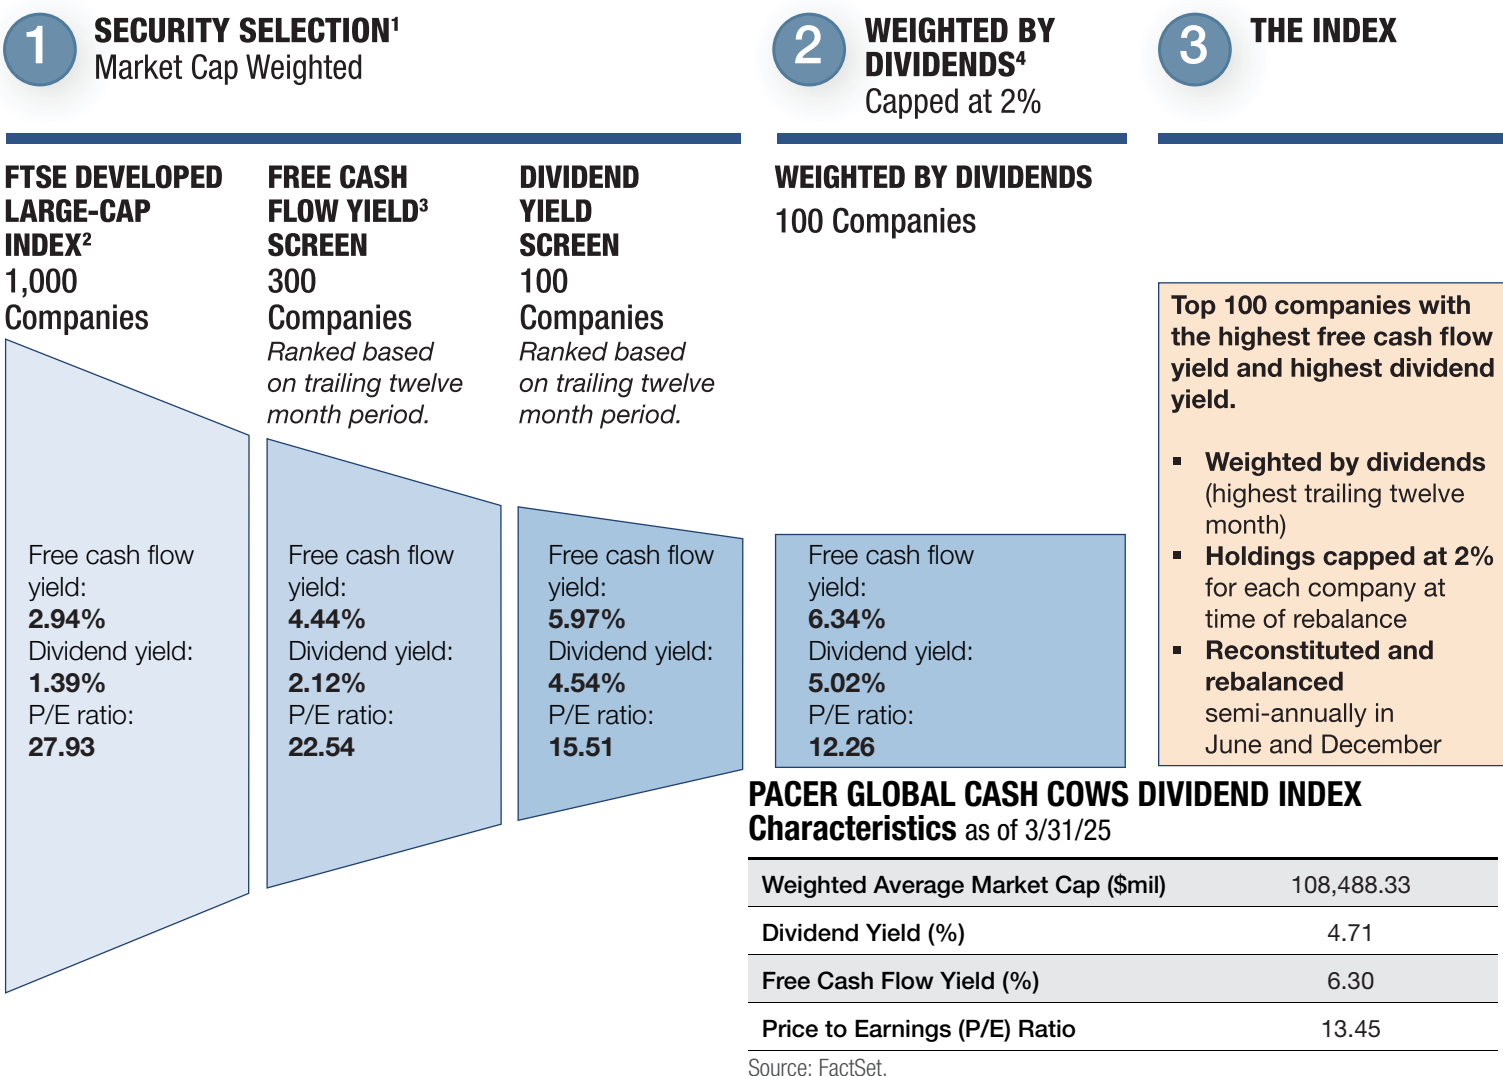 1
SECURITY SELECTION¹
Market Cap Weighted
2
WEIGHTED BY
DIVIDENDS⁴
Capped at 2%
3
THE INDEX
FTSE DEVELOPED
LARGE-CAP
INDEX²
1,000
Companies
FREE CASH
FLOW YIELD³
SCREEN
300
Companies
Ranked based
on trailing twelve
month period.
DIVIDEND
YIELD
SCREEN
100
Companies
Ranked based
on trailing twelve
month period.
WEIGHTED BY DIVIDENDS
100 Companies
Free cash flow
yield:
2.94%
Dividend yield:
1.39%
P/E ratio:
27.93
Free cash flow
yield:
4.44%
Dividend yield:
2.12%
P/E ratio:
22.54
Free cash flow
yield:
5.97%
Dividend yield:
4.54%
P/E ratio:
15.51
Free cash flow
yield:
6.34%
Dividend yield:
5.02%
P/E ratio:
12.26
Top 100 companies with
the highest free cash flow
yield and highest dividend
yield.
▪ Weighted by dividends
(highest trailing twelve
month)
▪ Holdings capped at 2%
for each company at
time of rebalance
▪ Reconstituted and
rebalanced
semi-annually in
June and December
PACER GLOBAL CASH COWS DIVIDEND INDEX
Characteristics as of 3/31/25
Weighted Average Market Cap ($mil) 108,488.33
Dividend Yield (%) 4.71
Free Cash Flow Yield (%) 6.30
Price to Earnings (P/E) Ratio 13.45
Source: FactSet.